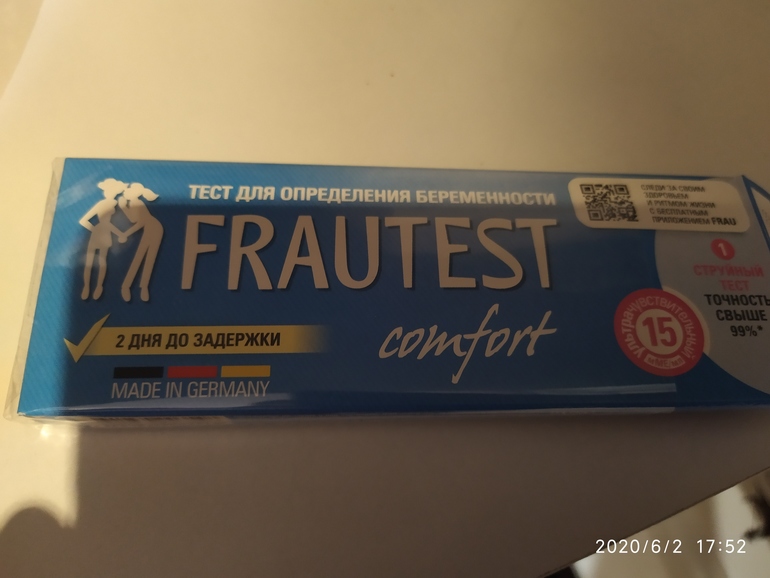 ТЕСТ ДЛЯ ОПРЕДЕЛЕНИЯ БЕРЕМЕННОСТИ
FRAUTEST
comfort
2 ДНЯ ДО ЗАДЕРЖКИ
MADE IN GERMANY
СЛЕДИ ЗА СВОИМ
ЗДОРОВЬЕМ
И РИТМОМ ЖИЗНИ
С БЕСПЛАТНЫМ
ПРИЛОЖЕНИЕМ FRAU
1
СТРУЙНЫЙ
ТЕСТ
ТОЧНОСТЬ
СВЫШЕ
99%*
ультрачувствительный
15
2020/6/2 17:52